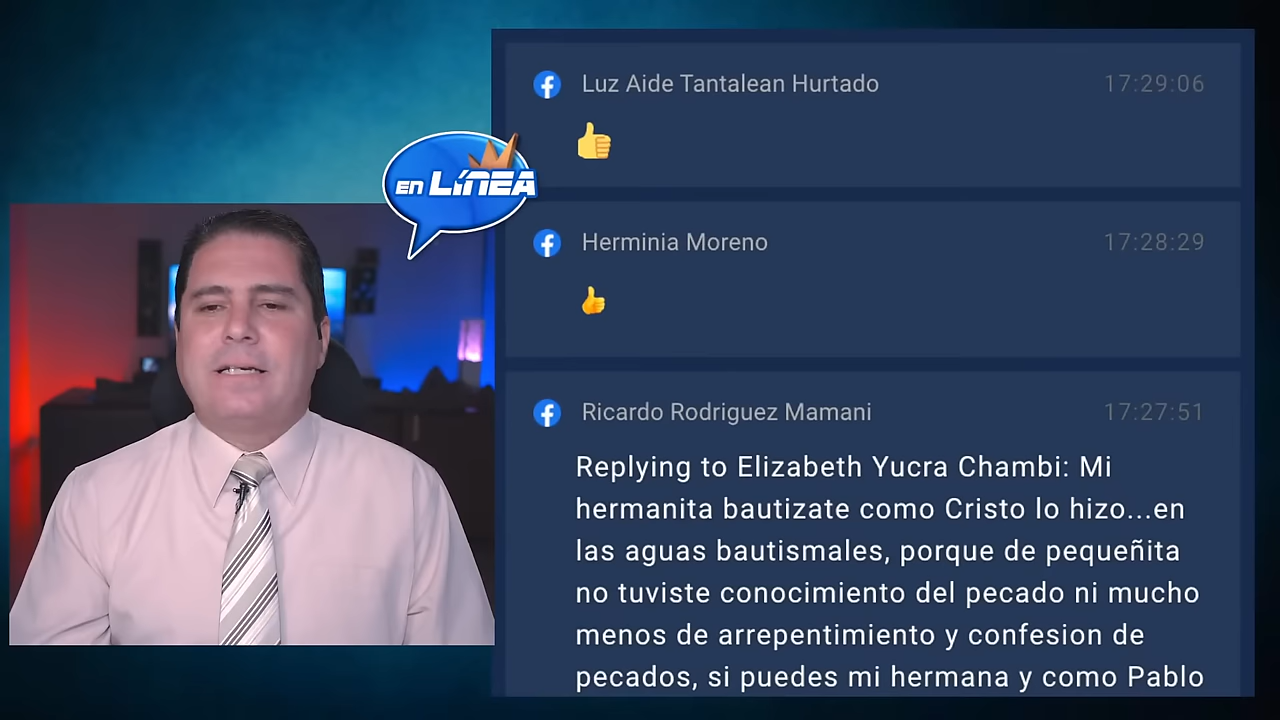 EN LÍNEA
Luz Aide Tantalean Hurtado 17:29:06
Herminia Moreno 17:28:29
Ricardo Rodriguez Mamani 17:27:51
Replying to Elizabeth Yucra Chambi: Mi
hermanita bautizate como Cristo lo hizo...en
las aguas bautismales, porque de pequeñita
no tuviste conocimiento del pecado ni mucho
menos de arrepentimiento y confesion de
pecados, si puedes mi hermana y como Pablo